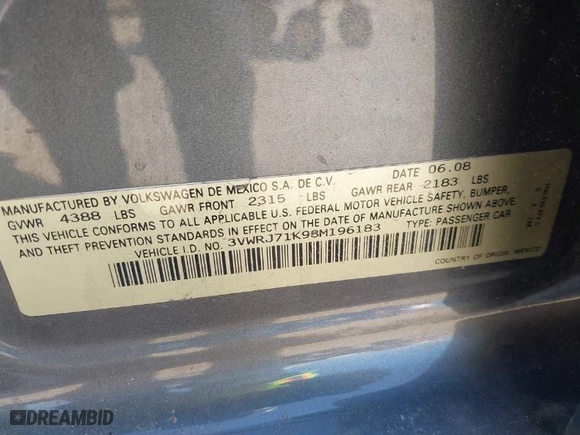 MANUFACTURED BY VOLKSWAGEN DE MEXICO S.A. DE C.V. DATE 06.08
GVWR 4388 LBS GAWR FRONT 2315 LBS GAWR REAR 2183 LBS
THIS VEHICLE CONFORMS TO ALL APPLICABLE U.S. FEDERAL MOTOR VEHICLE SAFETY, BUMPER,
AND THEFT PREVENTION STANDARDS IN EFFECT ON THE DATE OF MANUFACTURE SHOWN ABOVE.
VEHICLE I.D. NO. 3VWRJ71K98M196183 TYPE: PASSENGER CAR
COUNTRY OF ORIGIN: MEXICO
DREAMBID